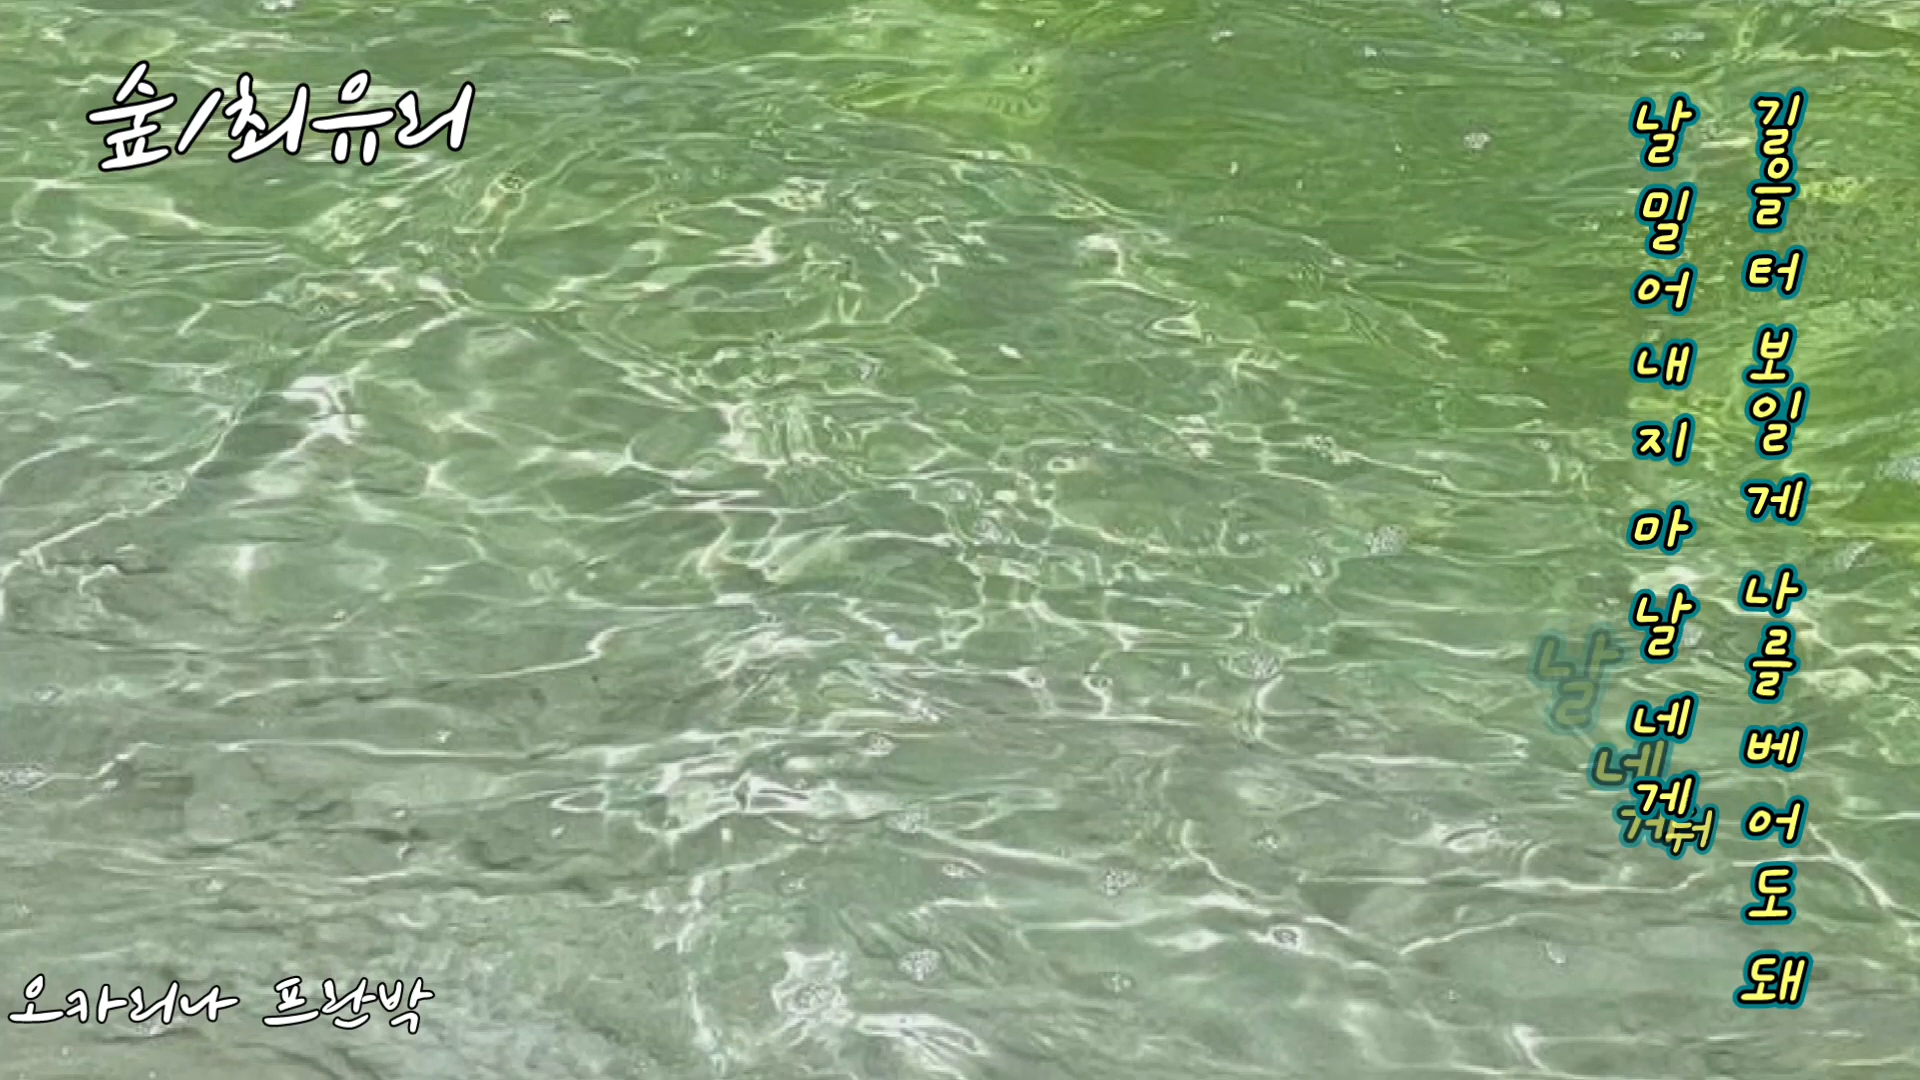 숲/최유리
길을 터 보일게 나를 베어도 돼
날 밀어내지마 날 네게
오카리나 프란박